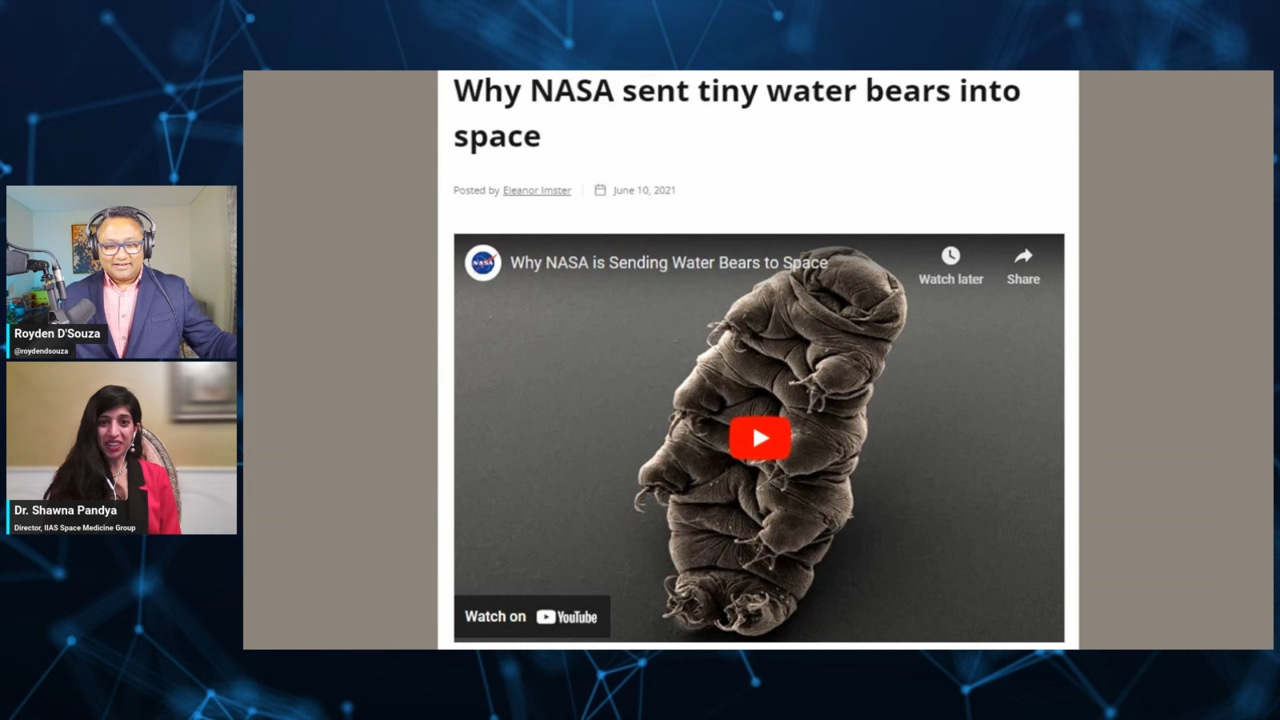 Why NASA sent tiny water bears into
space
Posted by Eleanor Imster June 10, 2021
NASA
Why NASA is Sending Water Bears to Space
Watch later
Share
Watch on YouTube
Royden D'Souza
@roydendsouza
Dr. Shawna Pandya
Director, IIAS Space Medicine Group